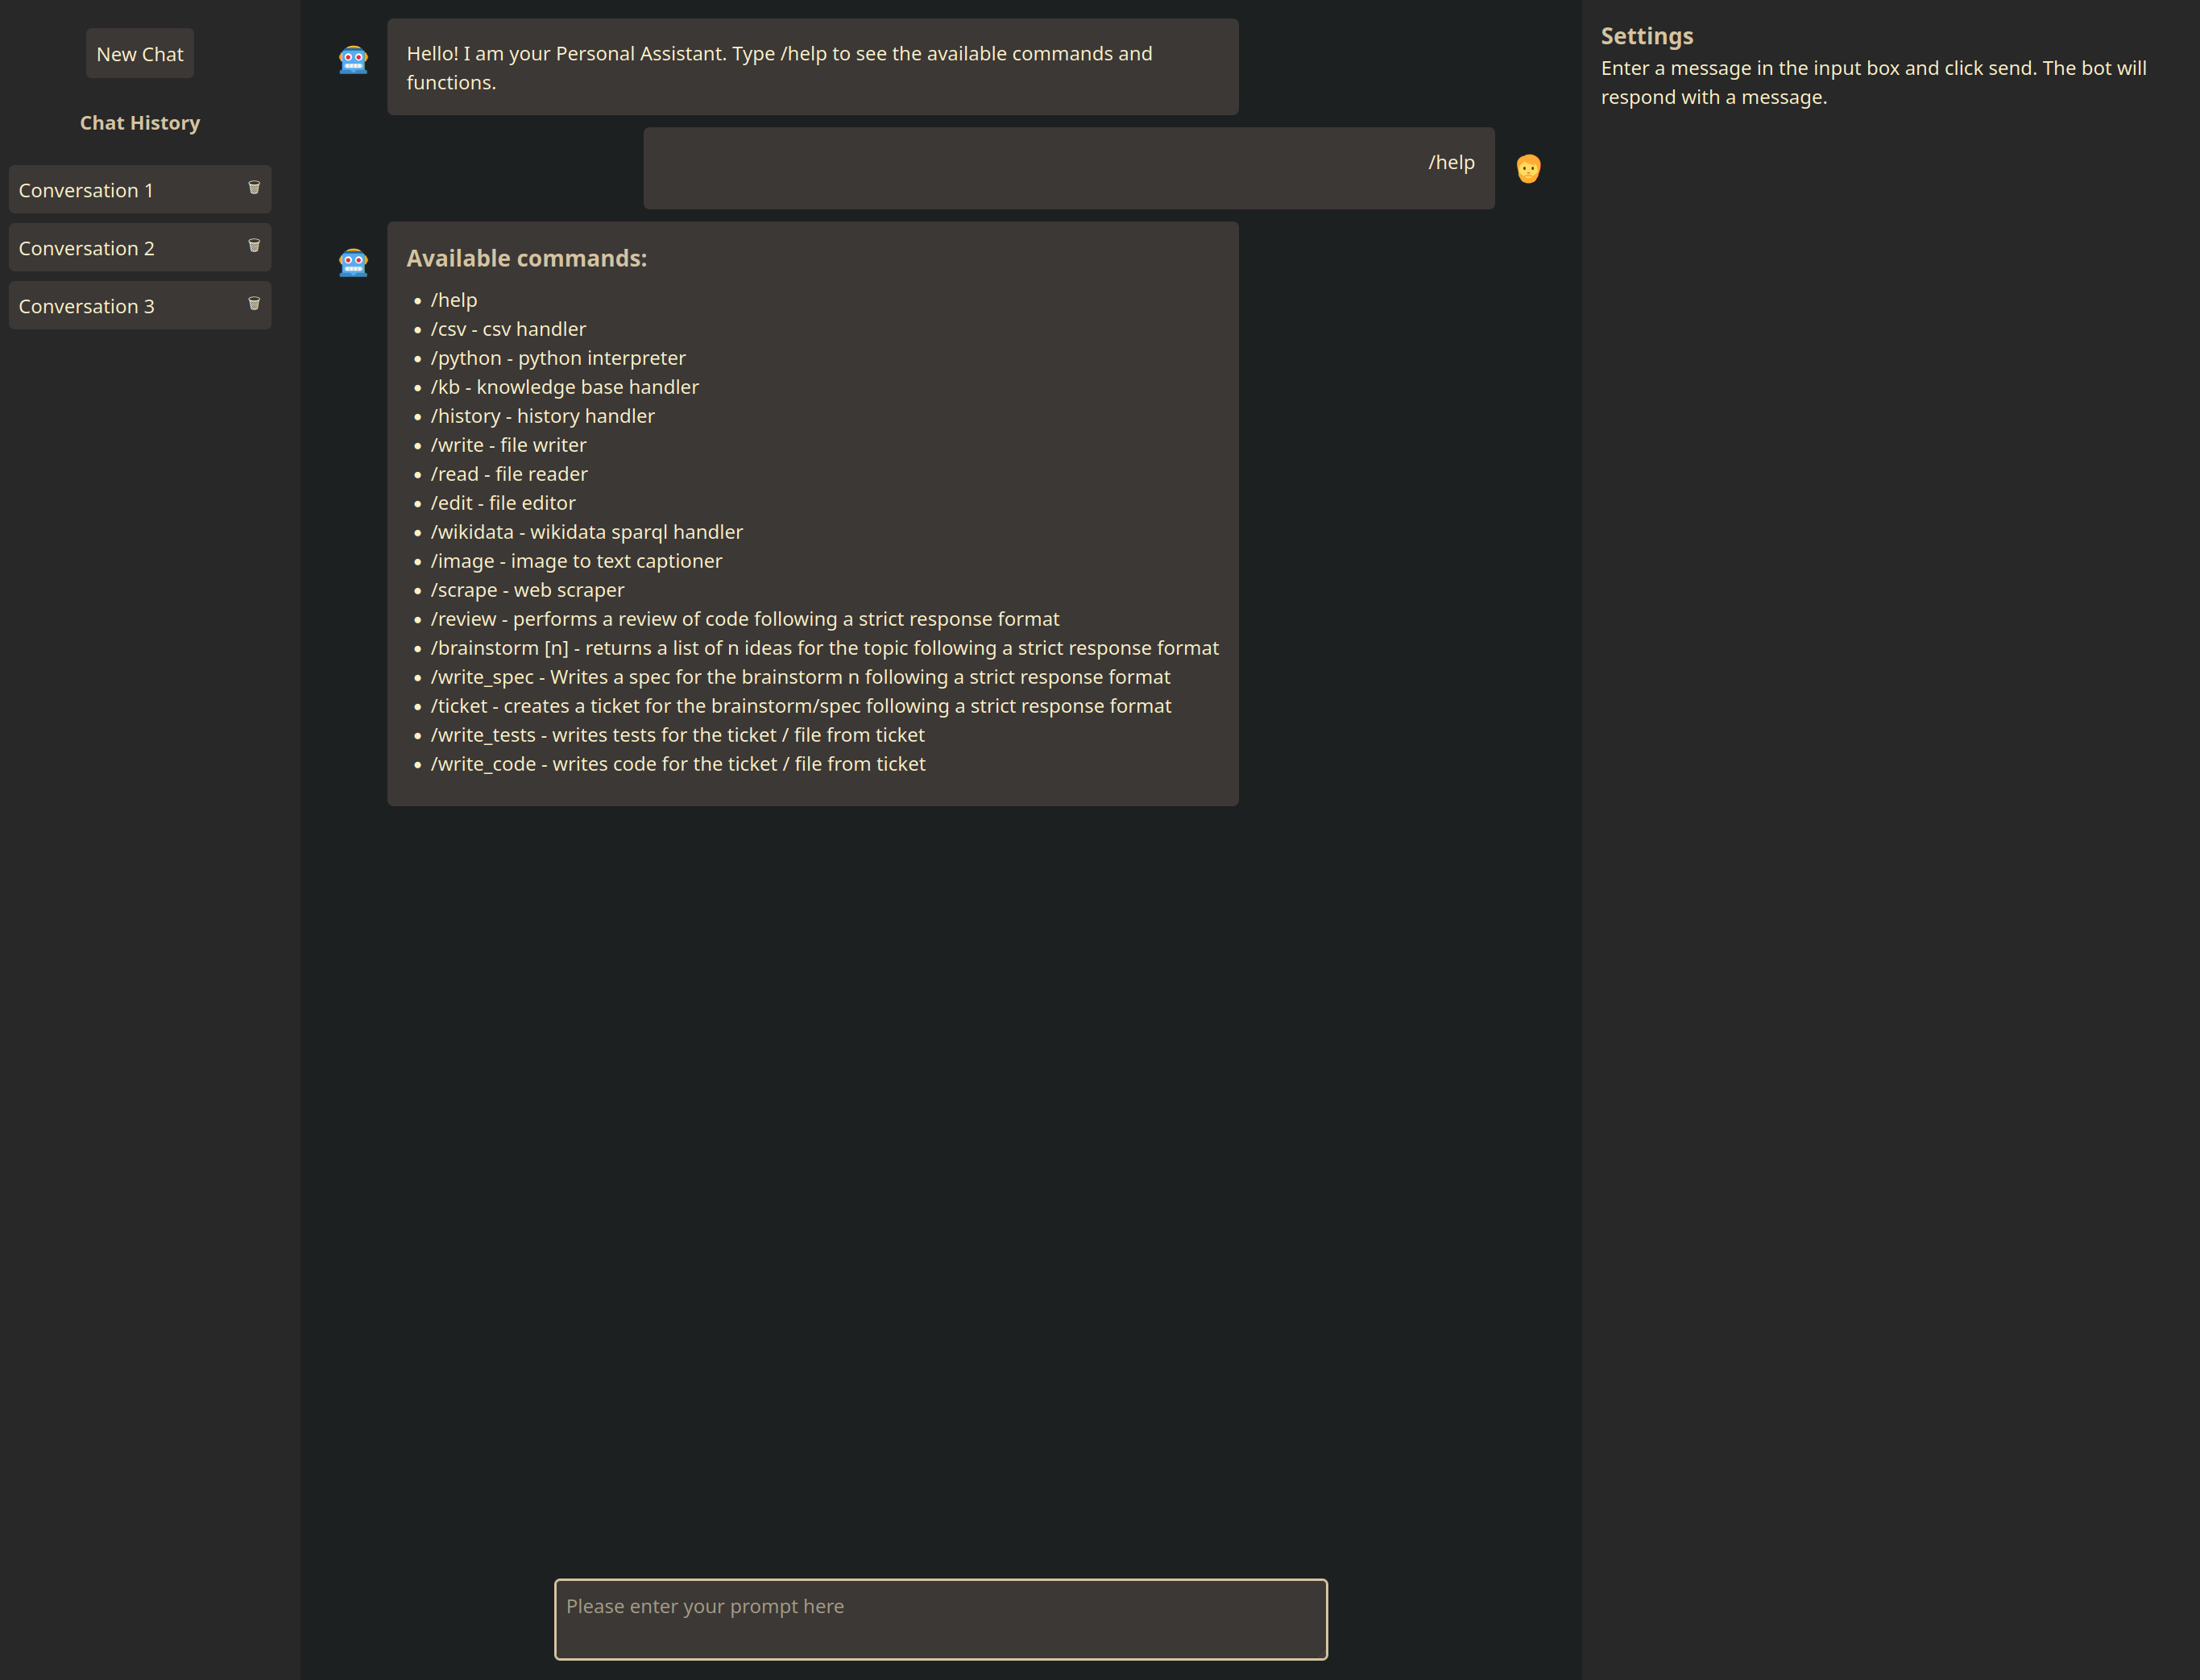 New Chat
Chat History
Conversation 1
Conversation 2
Conversation 3
Hello! I am your Personal Assistant. Type /help to see the available commands and
functions.
/help
Available commands:
• /help
• /csv - csv handler
• /python - python interpreter
• /kb - knowledge base handler
• /history - history handler
• /write - file writer
• /read - file reader
• /edit - file editor
• /wikidata - wikidata sparql handler
• /image - image to text captioner
• /scrape - web scraper
• /review - performs a review of code following a strict response format
• /brainstorm [n] - returns a list of n ideas for the topic following a strict response format
• /write_spec - Writes a spec for the brainstorm n following a strict response format
• /ticket - creates a ticket for the brainstorm/spec following a strict response format
• /write_tests - writes tests for the ticket / file from ticket
• /write_code - writes code for the ticket / file from ticket
Please enter your prompt here
Settings
Enter a message in the input box and click send. The bot will
respond with a message.